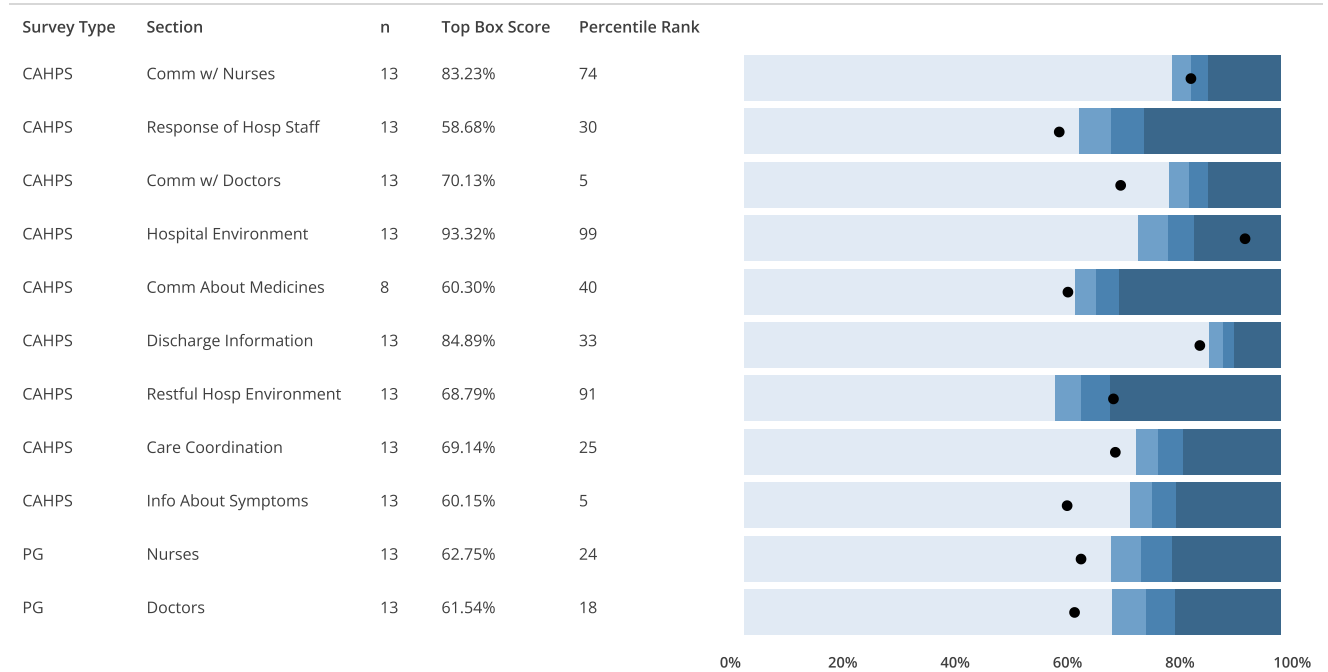 Survey Type Section n Top Box Score Percentile Rank
CAHPS Comm w/ Nurses 13 83.23% 74
CAHPS Response of Hosp Staff 13 58.68% 30
CAHPS Comm w/ Doctors 13 70.13% 5
CAHPS Hospital Environment 13 93.32% 99
CAHPS Comm About Medicines 8 60.30% 40
CAHPS Discharge Information 13 84.89% 33
CAHPS Restful Hosp Environment 13 68.79% 91
CAHPS Care Coordination 13 69.14% 25
CAHPS Info About Symptoms 13 60.15% 5
PG Nurses 13 62.75% 24
PG Doctors 13 61.54% 18
0% 20% 40% 60% 80% 100%